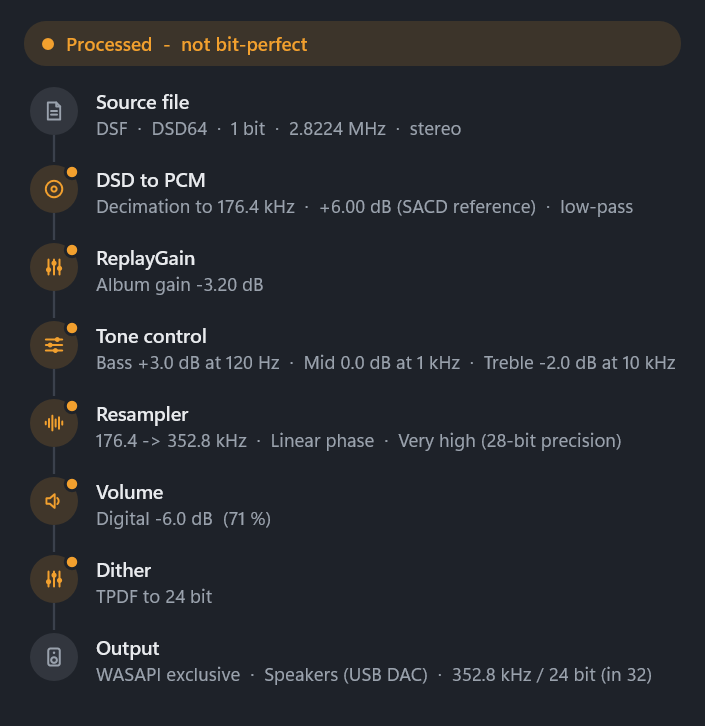 Processed - not bit-perfect
Source file
DSF · DSD64 · 1 bit · 2.8224 MHz · stereo
DSD to PCM
Decimation to 176.4 kHz · +6.00 dB (SACD reference) · low-pass
ReplayGain
Album gain -3.20 dB
Tone control
Bass +3.0 dB at 120 Hz · Mid 0.0 dB at 1 kHz · Treble -2.0 dB at 10 kHz
Resampler
176.4 -> 352.8 kHz · Linear phase · Very high (28-bit precision)
Volume
Digital -6.0 dB (71 %)
Dither
TPDF to 24 bit
Output
WASAPI exclusive · Speakers (USB DAC) · 352.8 kHz / 24 bit (in 32)